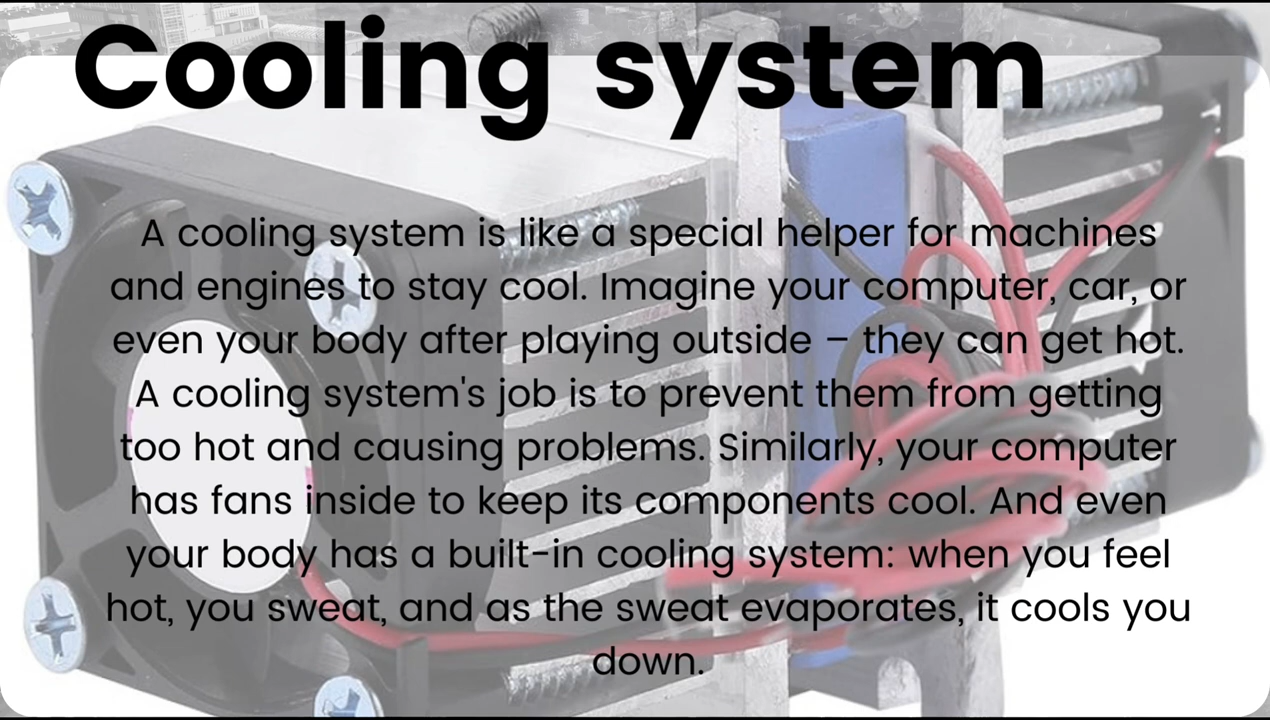 Cooling system
A cooling system is like a special helper for machines
and engines to stay cool. Imagine your computer, car, or
even your body after playing outside – they can get hot.
A cooling system's job is to prevent them from getting
too hot and causing problems. Similarly, your computer
has fans inside to keep its components cool. And even
your body has a built-in cooling system: when you feel
hot, you sweat, and as the sweat evaporates, it cools you
down.